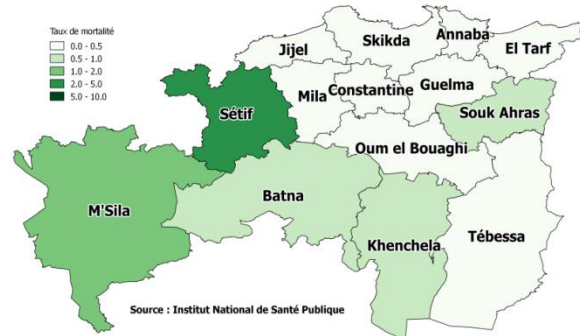 Taux de mortalité
0.0 - 0.5
0.5 - 1.0
1.0 - 2.0
2.0 - 5.0
5.0 - 10.0
Jijel
Skikda
Annaba
El Tarf
Mila
Constantine
Guelma
Sétif
Souk Ahras
Oum el Bouaghi
M'Sila
Batna
Khenchela
Tébessa
Source : Institut National de Santé Publique